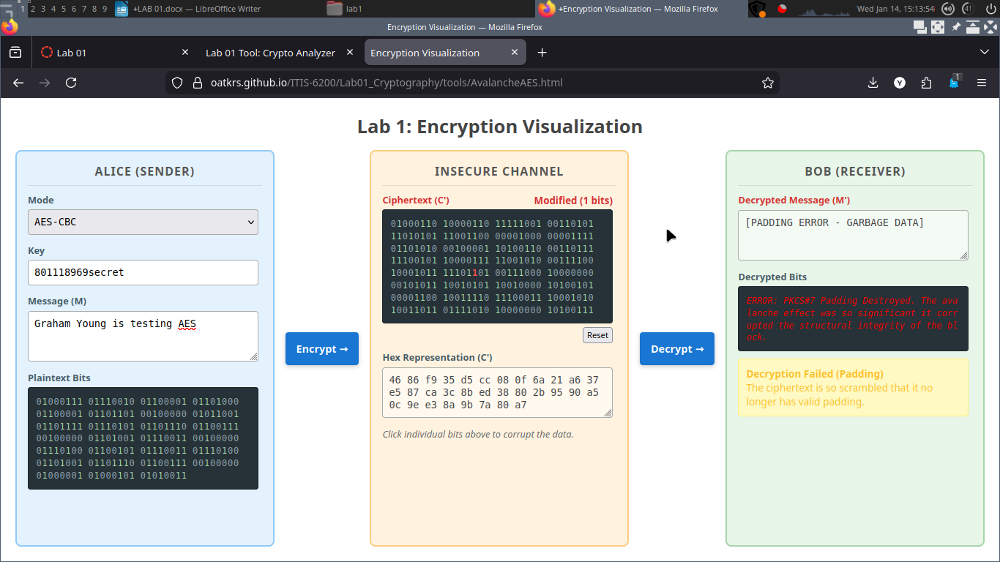 1 2 3 4 5 6 7 8 9 +LAB 01.docx — LibreOffice Writer lab1 +Encryption Visualization — Mozilla Firefox Wed Jan 14, 15:13:54 41
Encryption Visualization — Mozilla Firefox
Lab 01 Lab 01 Tool: Crypto Analyzer Encryption Visualization
oatkrs.github.io/ITIS-6200/Lab01_Cryptography/tools/AvalancheAES.html Y 1
Lab 1: Encryption Visualization
ALICE (SENDER)
Mode
AES-CBC
Key
801118969secret
Message (M)
Graham Young is testing AES
Plaintext Bits
01000111 01110010 01100001 01101000
01100001 01101101 00100000 01011001
01101111 01110101 01101110 01100111
00100000 01101001 01110011 00100000
01110100 01100101 01110011 01110100
01101001 01101110 01100111 00100000
01000001 01000101 01010011
Encrypt →
INSECURE CHANNEL
Ciphertext (C') Modified (1 bits)
01000110 10000110 11111001 00110101
11010101 11001100 00001000 00001111
01101010 00100001 10100110 00110111
11100101 10000111 11001010 00111100
10001011 11101101 00111000 10000000
00101011 10010101 10010000 10100101
00001100 10011110 11100011 10001010
10011011 01111010 10000000 10100111
Reset
Hex Representation (C')
46 86 f9 35 d5 cc 08 0f 6a 21 a6 37
e5 87 ca 3c 8b ed 38 80 2b 95 90 a5
0c 9e e3 8a 9b 7a 80 a7
Click individual bits above to corrupt the data.
Decrypt →
BOB (RECEIVER)
Decrypted Message (M')
[PADDING ERROR - GARBAGE DATA]
Decrypted Bits
ERROR: PKCS#7 Padding Destroyed. The ava
lanche effect was so significant it corr
upted the structural integrity of the bl
ock.
Decryption Failed (Padding)
The ciphertext is so scrambled that it no
longer has valid padding.